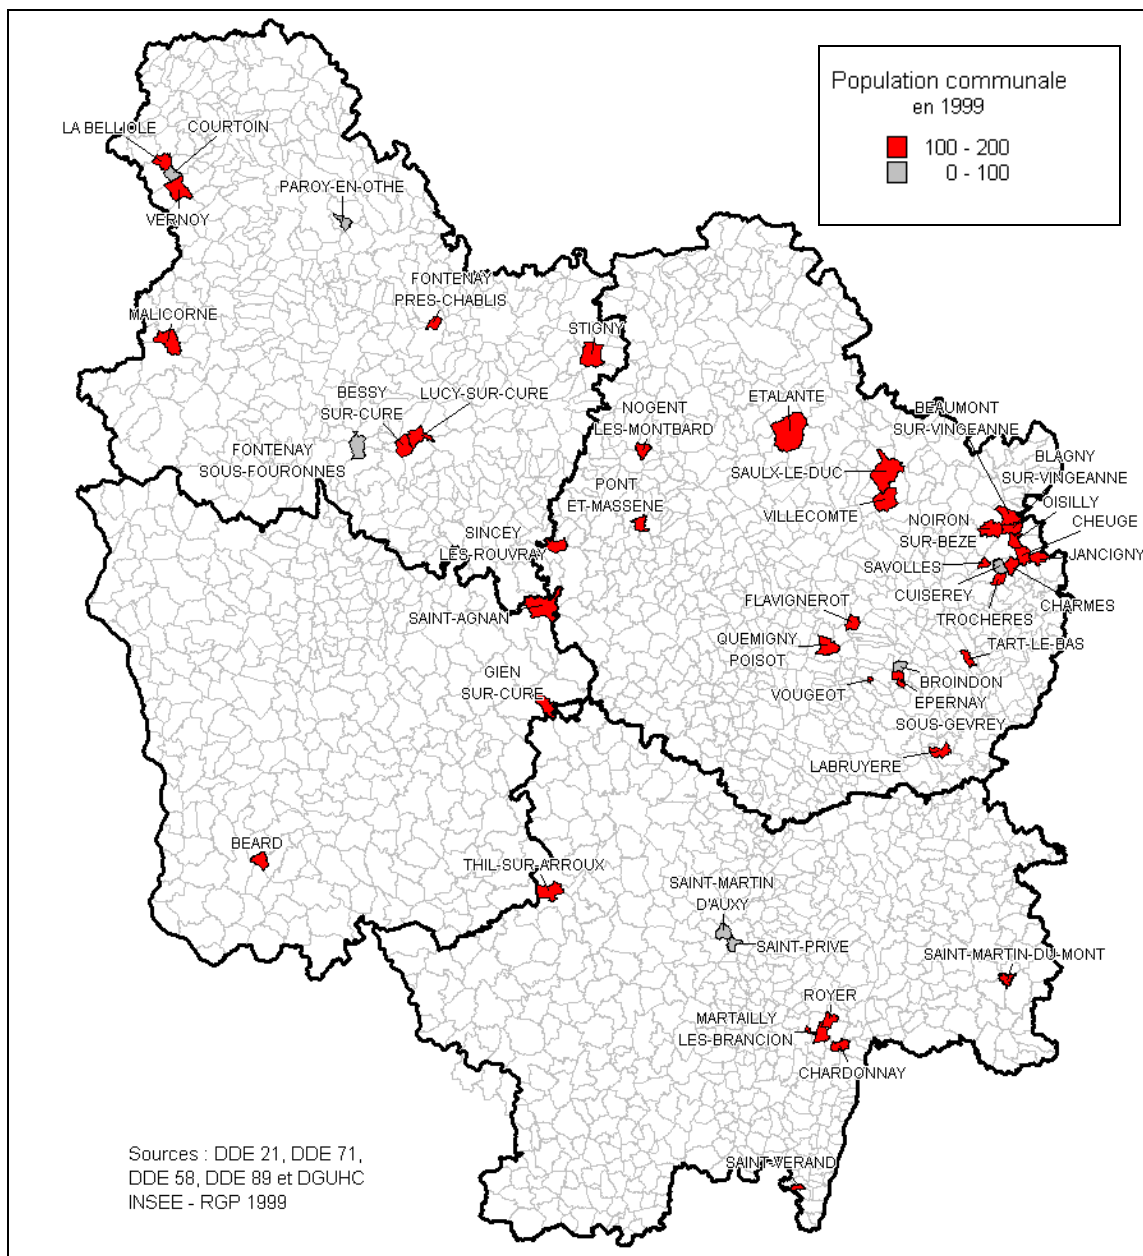 Population communale
en 1999
100 - 200
0 - 100
LA BELLIOLE
COURTOIN
VERNOY
PAROY-EN-OTHE
FONTENAY
PRES-CHABLIS
MALICORNE
STIGNY
BESSY
SUR-CURE
LUCY-SUR-CURE
FONTENAY
SOUS-FOURONNES
NOGENT
LES-MONTBARD
ETALANTE
BEAUMONT
SUR-VINGEANNE
BLAGNY
SUR-VINGEANNE
OISILLY
CHEUGE
JANCIGNY
SAULX-LE-DUC
VILLECOMTE
PONT
ET-MASSENE
NOIRON
SUR-BEZE
SAVOLLES
CUISEREY
CHARMES
TROCHERES
SINCEY
LES-ROUVRAY
SAINT-AGNAN
FLAVIGNEROT
QUEMIGNY
POISOT
TART-LE-BAS
GIEN
SUR-CURE
VOUGEOT
BROINDON
EPERNAY
SOUS-GEVREY
LABRUYERE
BEARD
THIL-SUR-ARROUX
SAINT-MARTIN
D'AUXY
SAINT-PRIVE
SAINT-MARTIN-DU-MONT
ROYER
MARTAILLY
LES-BRANCION
CHARDONNAY
SAINT-VERAND
Sources : DDE 21, DDE 71,
DDE 58, DDE 89 et DGUHC
INSEE - RGP 1999